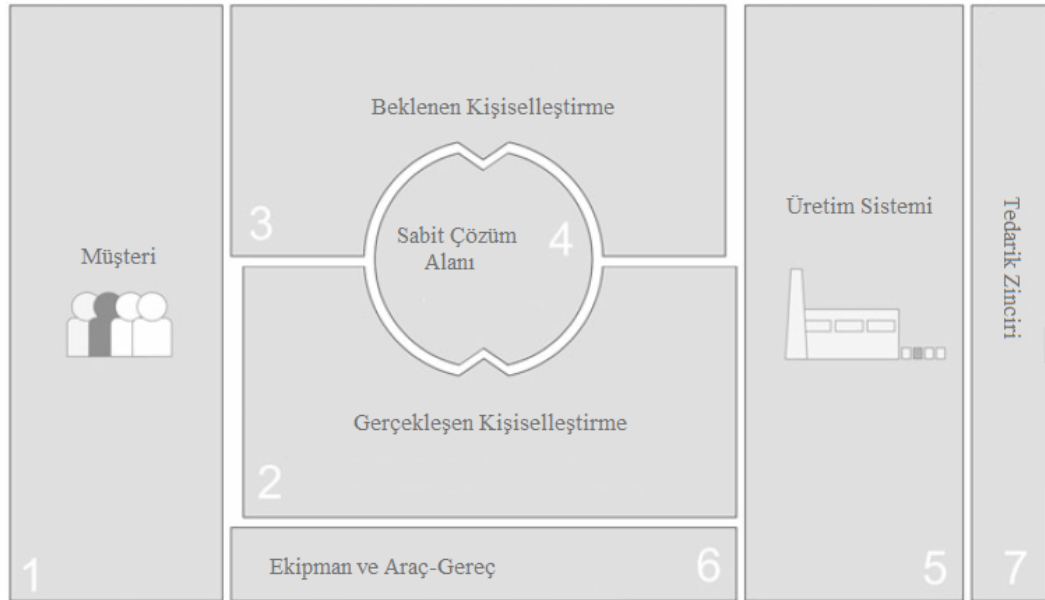 Müşteri
1
Beklenen Kişiselleştirme
3
Sabit Çözüm
Alanı
4
Gerçekleşen Kişiselleştirme
2
Ekipman ve Araç-Gereç
6
Üretim Sistemi
5
Tedarik Zinciri
7